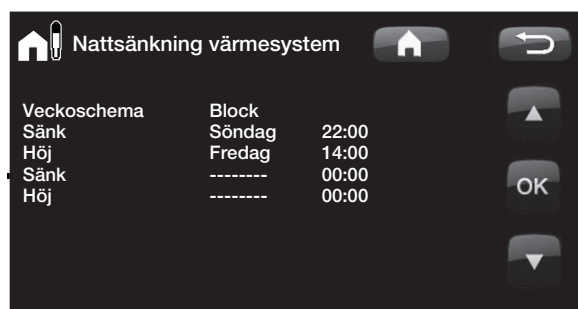 Nattsänkning värmesystem
Veckoschema Block
Sänk Söndag 22:00
Höj Fredag 14:00
Sänk -------- 00:00
OK
Höj -------- 00:00